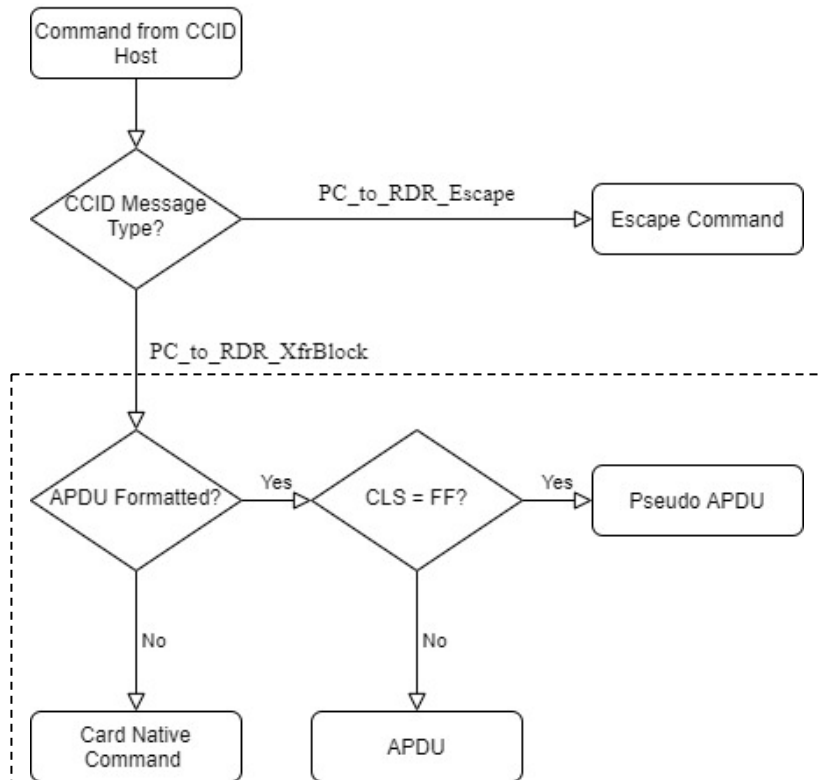 Command from CCID
Host
CCID Message
Type?
PC_to_RDR_Escape
Escape Command
PC_to_RDR_XfrBlock
APDU Formatted?
Yes
CLS = FF?
Yes
Pseudo APDU
No
No
Card Native
Command
APDU